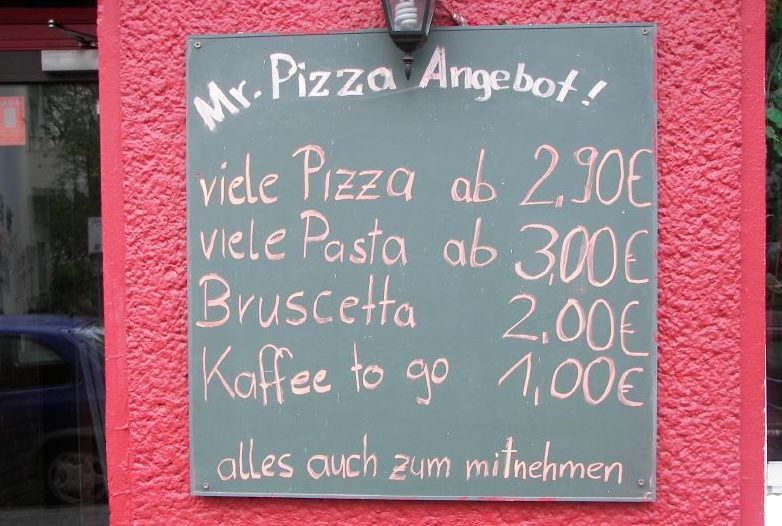 Mr. Pizza Angebot!
viele Pizza ab 2,90€
viele Pasta ab 3,00€
Bruscetta 2,00€
Kaffee to go 1,00€
alles auch zum mitnehmen